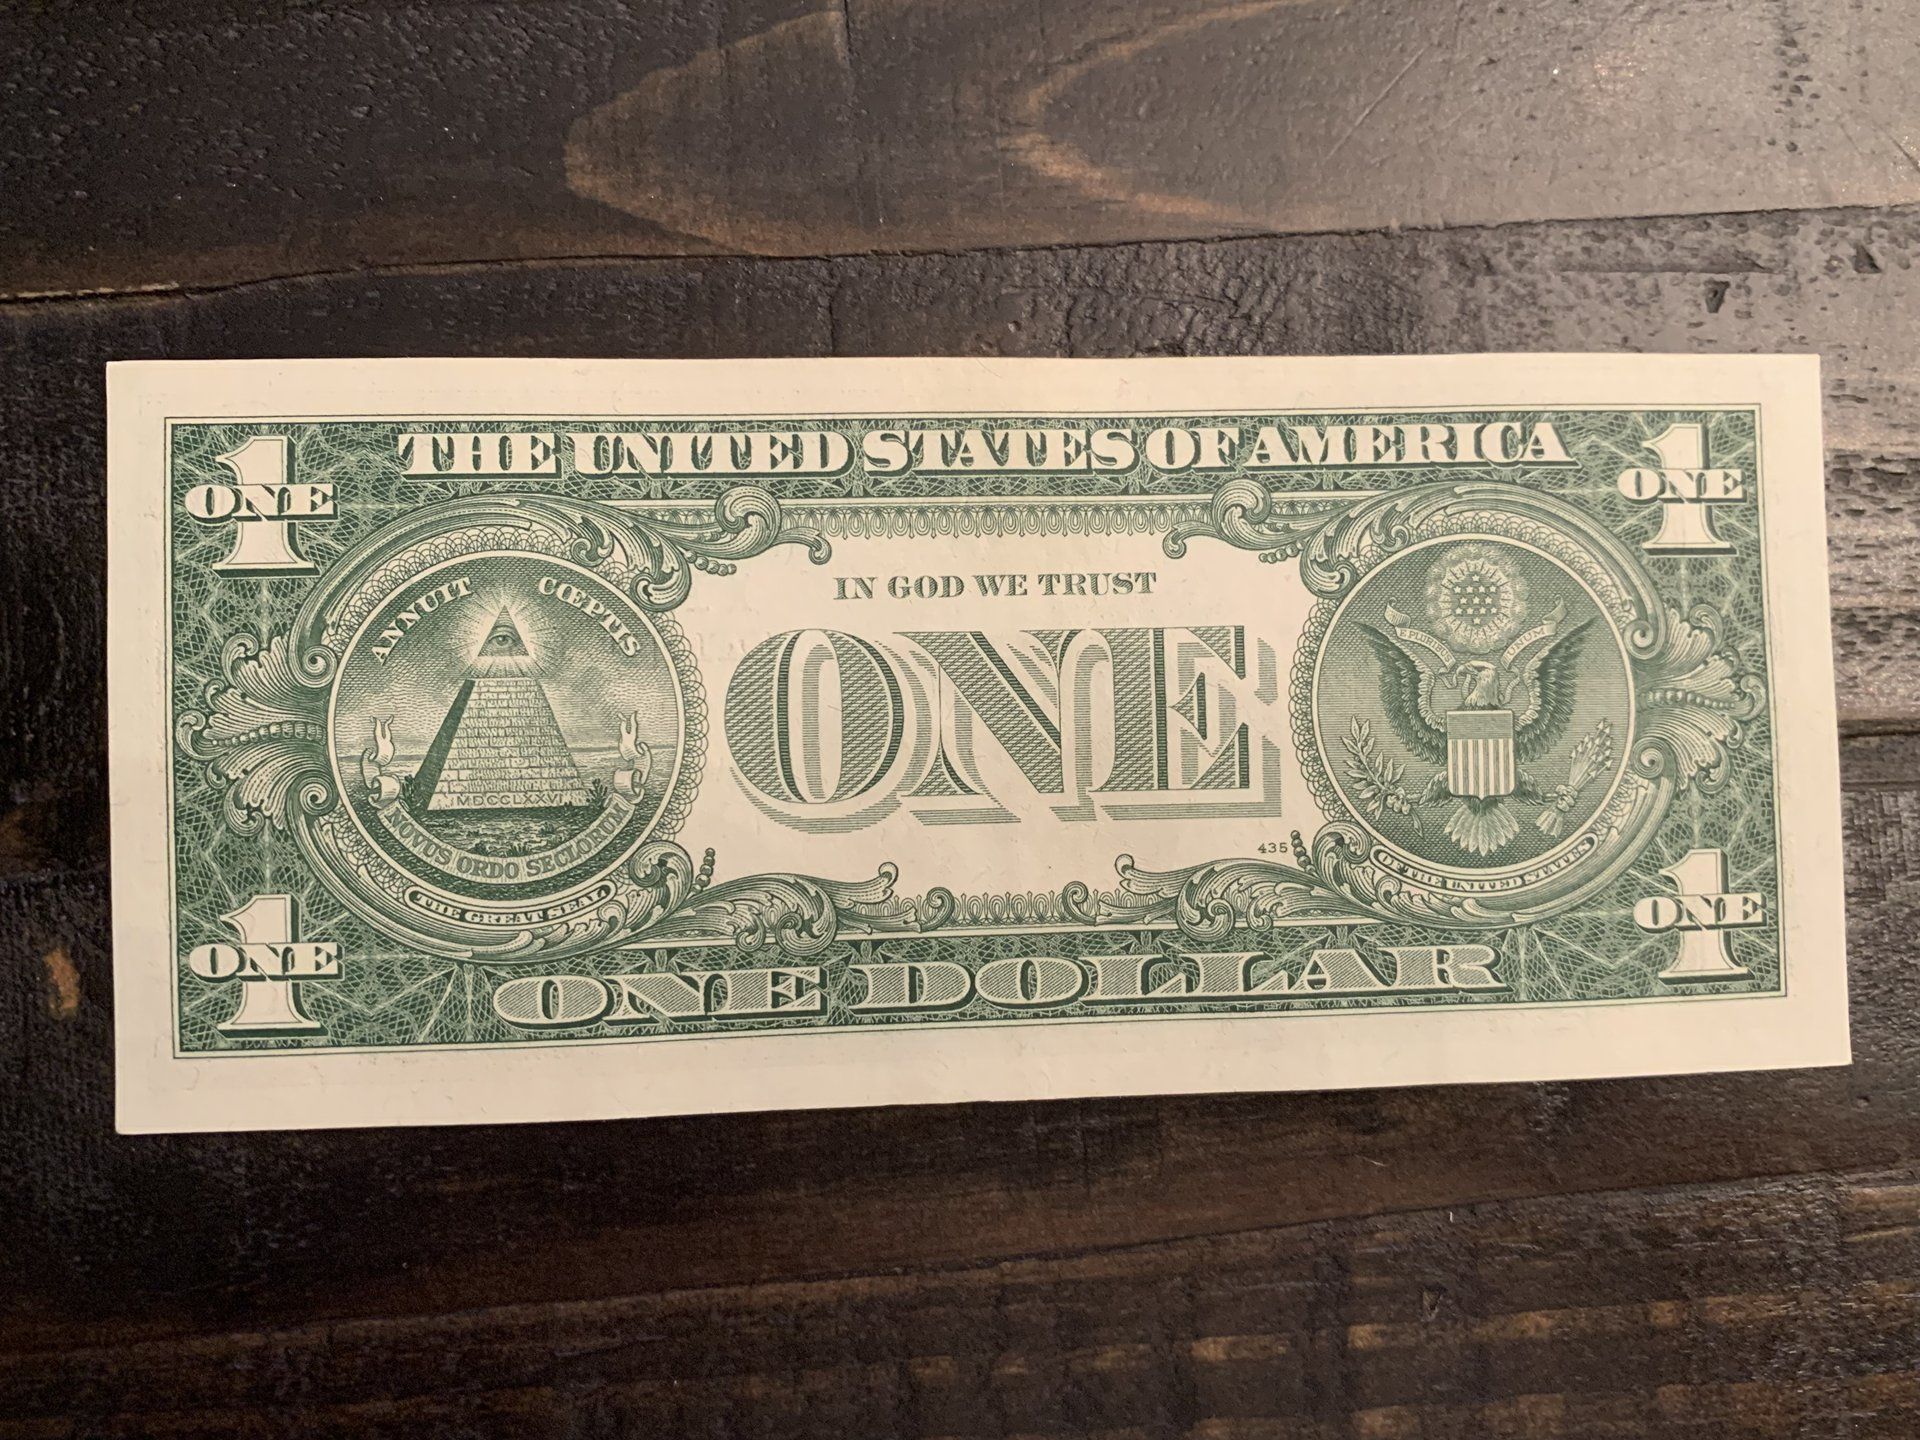 THE UNITED STATES OF AMERICA
1
ONE
1
ONE
ANNUIT CŒPTIS
IN GOD WE TRUST
E PLURIBUS UNUM
ONE
MDCCLXXVI
NOVUS ORDO SECLORUM
THE GREAT SEAL
435
OF THE UNITED STATES
1
ONE
1
ONE
ONE DOLLAR